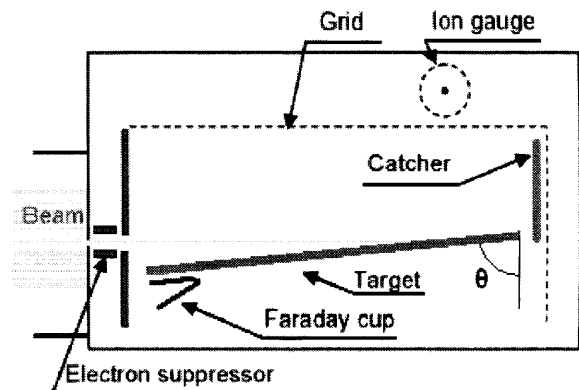 Grid
Ion gauge
Catcher
Beam
Target
θ
Faraday cup
Electron suppressor